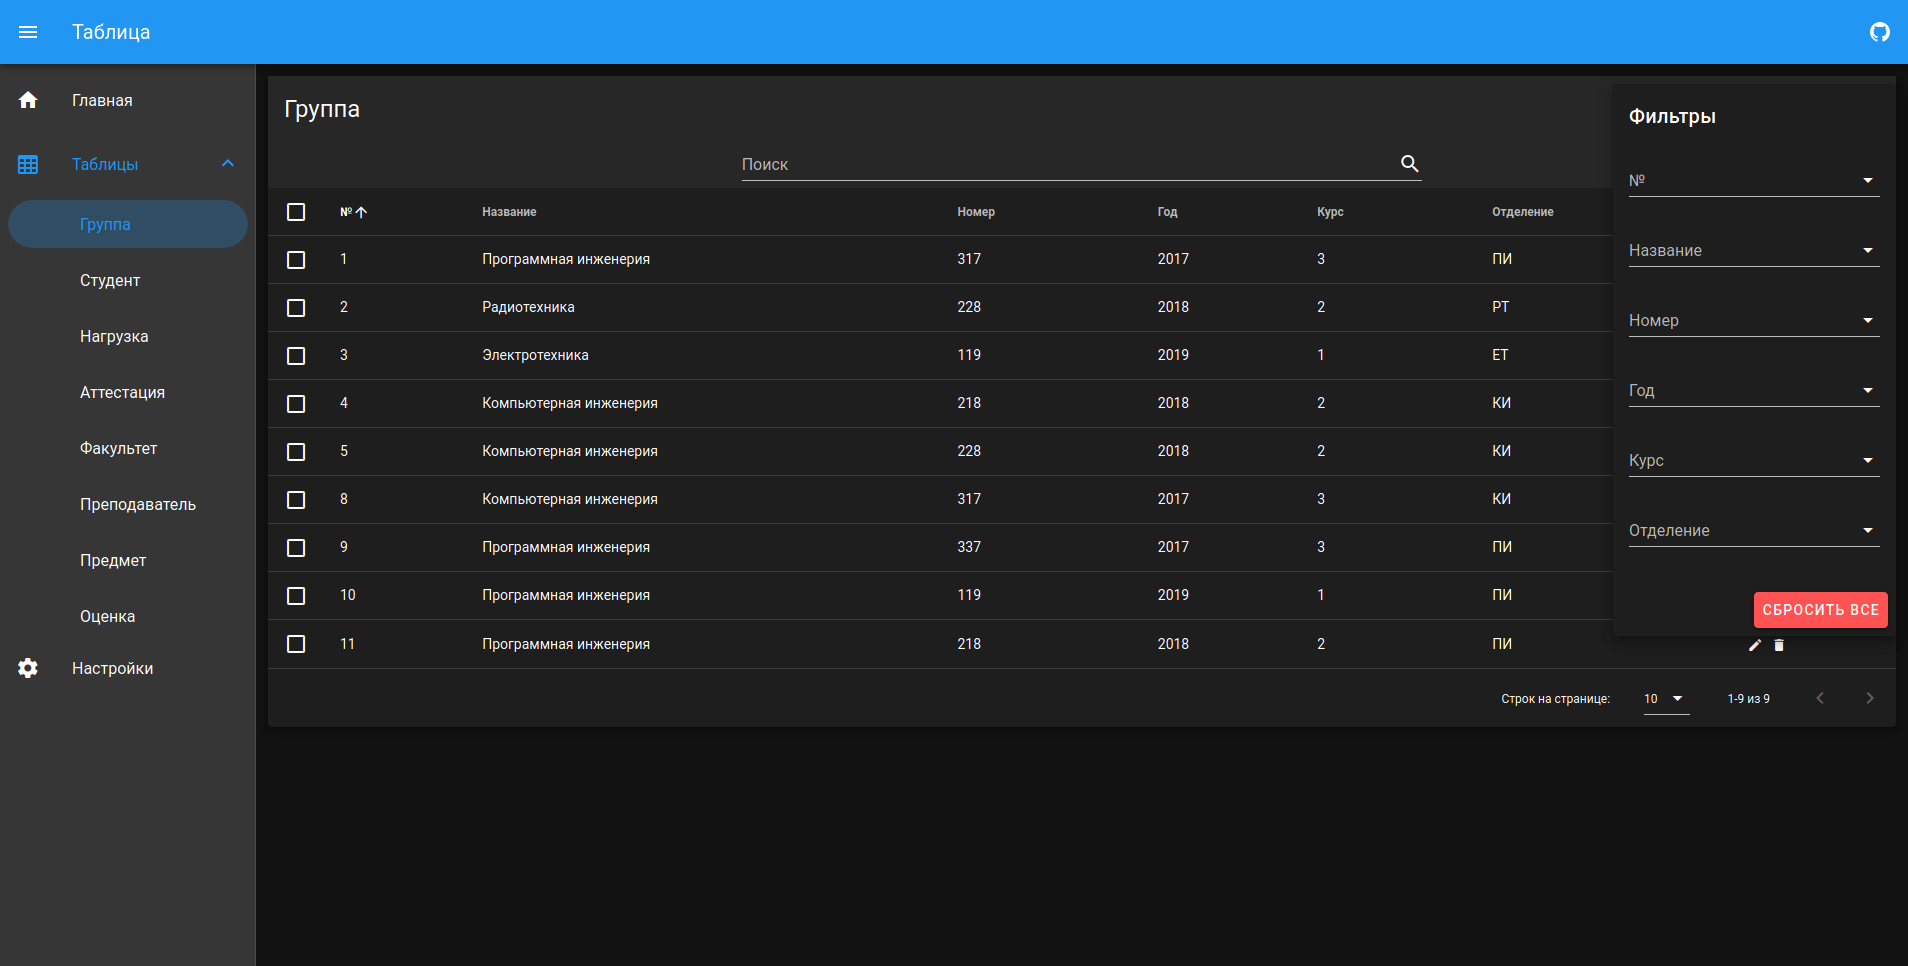 Таблица
Главная
Таблицы
Группа
Студент
Нагрузка
Аттестация
Факультет
Преподаватель
Предмет
Оценка
Настройки
Группа
Поиск
№ Название Номер Год Курс Отделение
1 Программная инженерия 317 2017 3 ПИ
2 Радиотехника 228 2018 2 РТ
3 Электротехника 119 2019 1 ЕТ
4 Компьютерная инженерия 218 2018 2 КИ
5 Компьютерная инженерия 228 2018 2 КИ
8 Компьютерная инженерия 317 2017 3 КИ
9 Программная инженерия 337 2017 3 ПИ
10 Программная инженерия 119 2019 1 ПИ
11 Программная инженерия 218 2018 2 ПИ
Строк на странице: 10 1-9 из 9
Фильтры
№
Название
Номер
Год
Курс
Отделение
СБРОСИТЬ ВСЕ